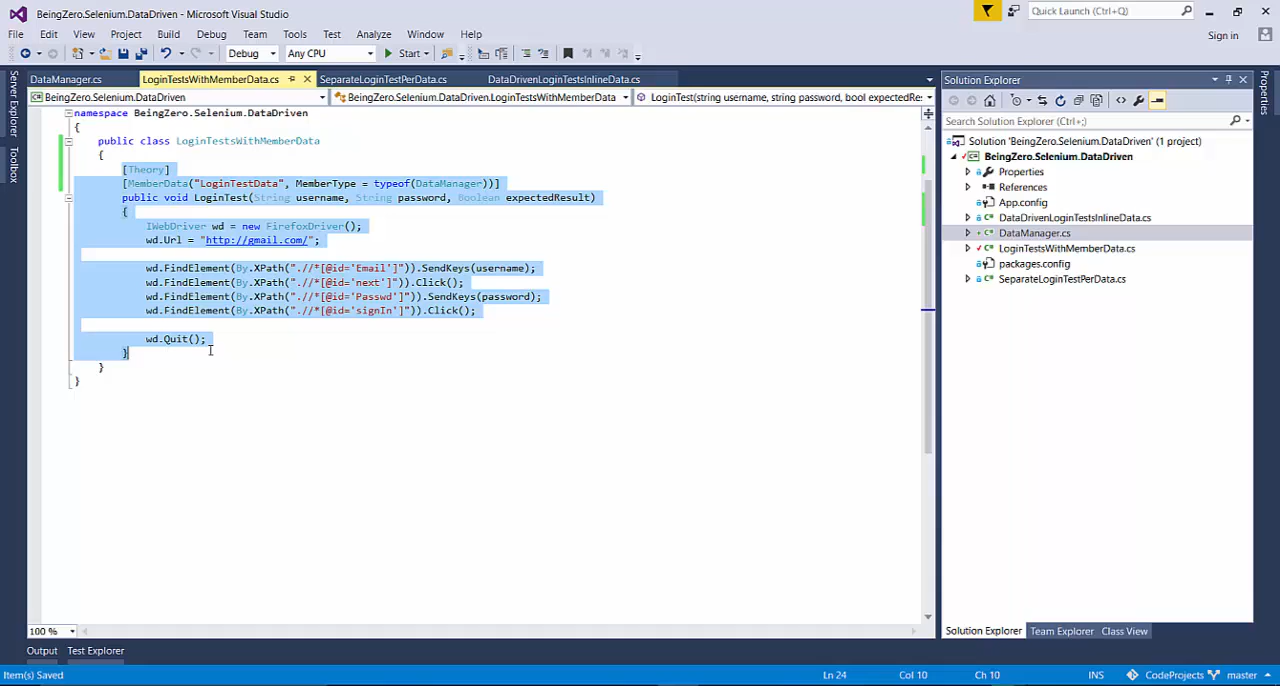 BeingZero.Selenium.DataDriven - Microsoft Visual Studio
Quick Launch (Ctrl+;)
File Edit View Project Build Debug Team Tools Test Analyze Window Help
Sign in
Debug Any CPU Start
Server Explorer
Toolbox
DataManager.cs LoginTestsWithMemberData.cs SeparateLoginTestPerData.cs DataDrivenLoginTestsInlineData.cs
BeingZero.Selenium.DataDriven BeingZero.Selenium.DataDriven.LoginTestsWithMemberData LoginTest(string username, string password, bool expectedRes
namespace BeingZero.Selenium.DataDriven
{
public class LoginTestsWithMemberData
{
[Theory]
[MemberData("LoginTestData", MemberType = typeof(DataManager))]
public void LoginTest(String username, String password, Boolean expectedResult)
{
IWebDriver wd = new FirefoxDriver();
wd.Url = "http://gmail.com/";
wd.FindElement(By.XPath(".//*[@id='Email']")).SendKeys(username);
wd.FindElement(By.XPath(".//*[@id='next']")).Click();
wd.FindElement(By.XPath(".//*[@id='Passwd']")).SendKeys(password);
wd.FindElement(By.XPath(".//*[@id='signIn']")).Click();
wd.Quit();
}
}
}
100 %
Solution Explorer
Search Solution Explorer (Ctrl+;)
Solution 'BeingZero.Selenium.DataDriven' (1 project)
BeingZero.Selenium.DataDriven
Properties
References
App.config
DataDrivenLoginTestsInlineData.cs
DataManager.cs
LoginTestsWithMemberData.cs
packages.config
SeparateLoginTestPerData.cs
Solution Explorer Team Explorer Class View
Properties
Output Test Explorer
Item(s) Saved Ln 24 Col 10 Ch 10 INS CodeProjects master